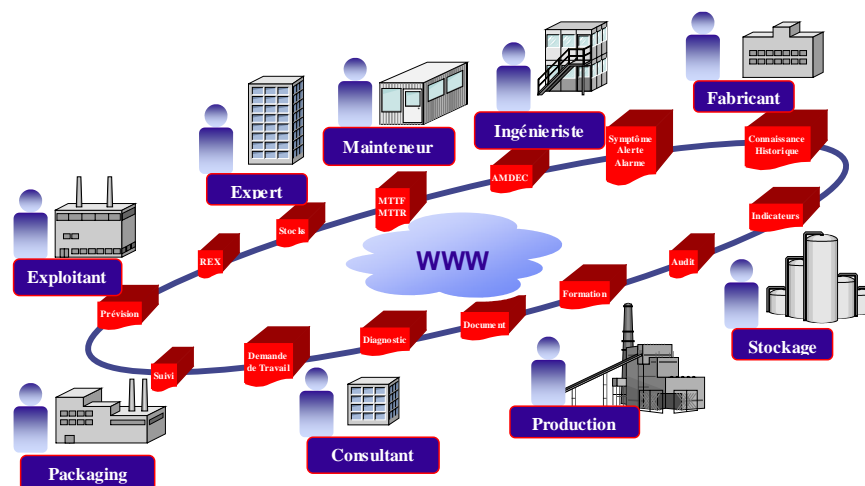 Fabricant
Ingénieriste
Mainteneur
Expert
Exploitant
Symptôme
Alerte
Alarme
Connaissance
Historique
AMDEC
MTTF
MTTR
Stocks
REX
Prévision
Indicateurs
Audit
Formation
Document
Diagnostic
Demande
de Travail
Suivi
WWW
Stockage
Production
Consultant
Packaging